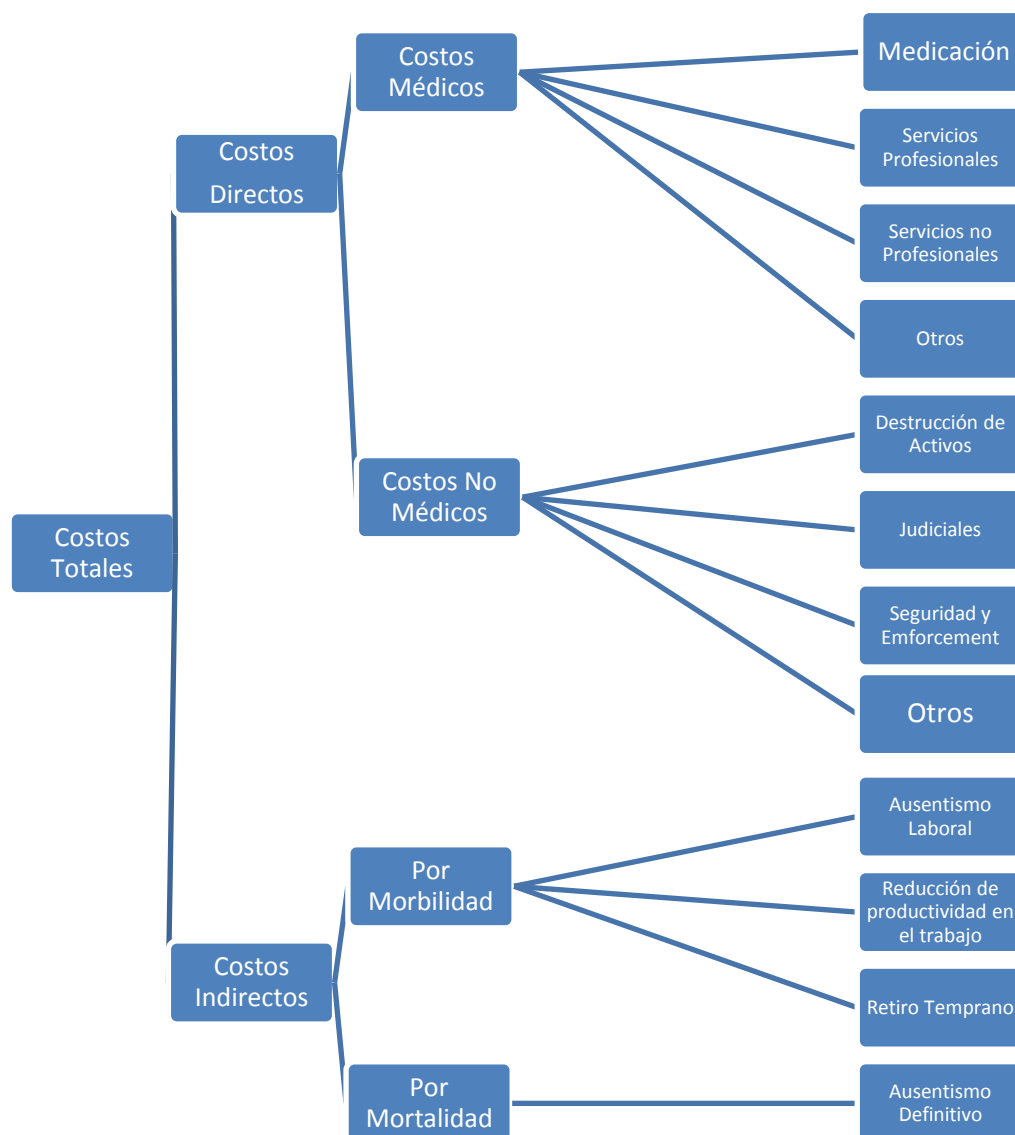 Costos
Totales
Costos
Directos
Costos
Médicos
Medicación
Servicios
Profesionales
Servicios no
Profesionales
Otros
Costos No
Médicos
Destrucción de
Activos
Judiciales
Seguridad y
Emforcement
Otros
Costos
Indirectos
Por
Morbilidad
Ausentismo
Laboral
Reducción de
productividad en
el trabajo
Retiro Temprano
Por
Mortalidad
Ausentismo
Definitivo